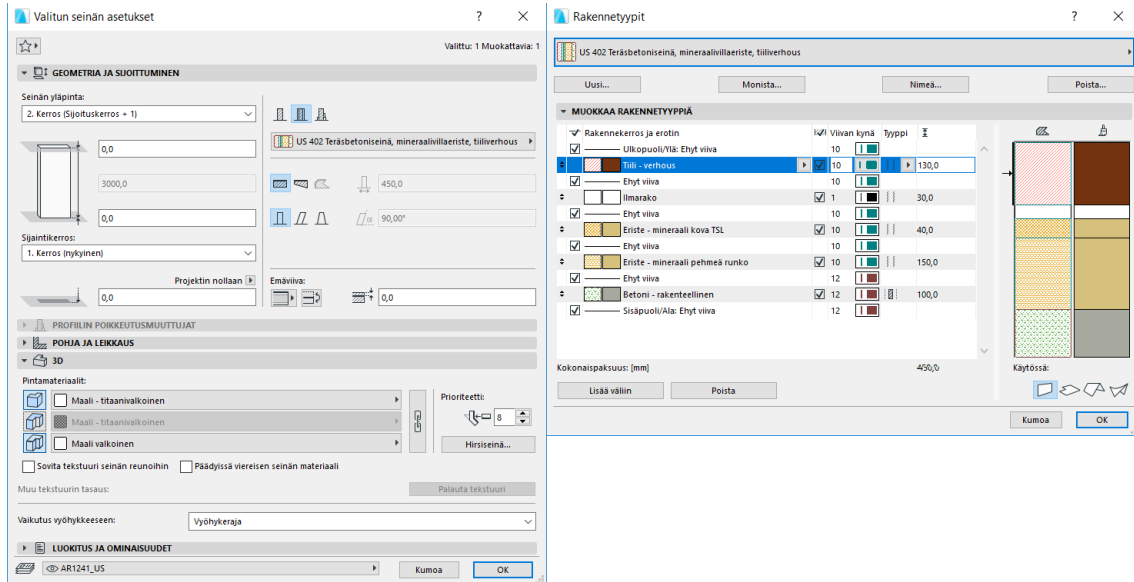 Valitun seinän asetukset
?
Valittu: 1 Muokattavia: 1
GEOMETRIA JA SIJOITTUMINEN
Seinän yläpinta:
2. Kerros (Sijoituskerros + 1)
US 402 Teräsbetoniseinä, mineraalivillaeriste, tiiliverhous
0,0
3000,0
450,0
0,0
α 90,00°
Sijaintikerros:
1. Kerros (nykyinen)
Projektin nollaan
Emäviiva:
0,0
0,0
PROFIILIN POIKKEUTUSMUUTTUJAT
POHJA JA LEIKKAUS
3D
Pintamateriaalit:
Maali - titaanivalkoinen
Maali - titaanivalkoinen
Maali valkoinen
Prioriteetti:
8
Hirsiseinä...
Sovita tekstuuri seinän reunoihin
Päädyissä viereisen seinän materiaali
Muu tekstuurin tasaus:
Palauta tekstuuri
Vaikutus vyöhykkeeseen:
Vyöhykeraja
LUOKITUS JA OMINAISUUDET
AR1241_US
Kumoa
OK
Rakennetyypit
?
US 402 Teräsbetoniseinä, mineraalivillaeriste, tiiliverhous
Uusi...
Monista...
Nimeä...
Poista...
MUOKKAA RAKENNETYYPPIÄ
Rakennekerros ja erotin Viivan kynä Tyyppi
Ulkopuoli/Ylä: Ehyt viiva 10
Tiili - verhous 10 130,0
Ehyt viiva 10
Ilmarako 1 30,0
Ehyt viiva 10
Eriste - mineraali kova TSL 10 40,0
Ehyt viiva 10
Eriste - mineraali pehmeä runko 10 150,0
Ehyt viiva 12
Betoni - rakenteellinen 12 100,0
Sisäpuoli/Ala: Ehyt viiva 12
Kokonaispaksuus: [mm] 450,0
Käytössä:
Lisää väliin
Poista
Kumoa
OK